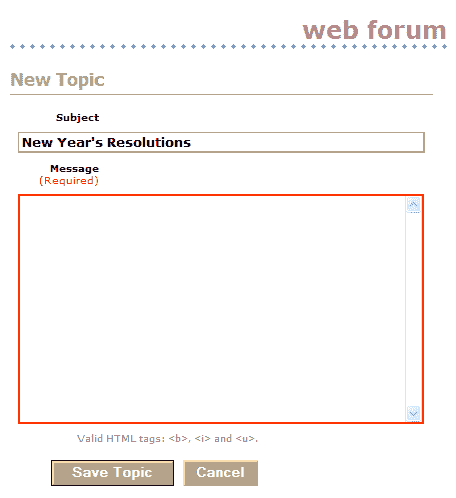 web forum
New Topic
Subject
New Year's Resolutions
Message
(Required)
Valid HTML tags: <b>, <i> and <u>.
Save Topic
Cancel